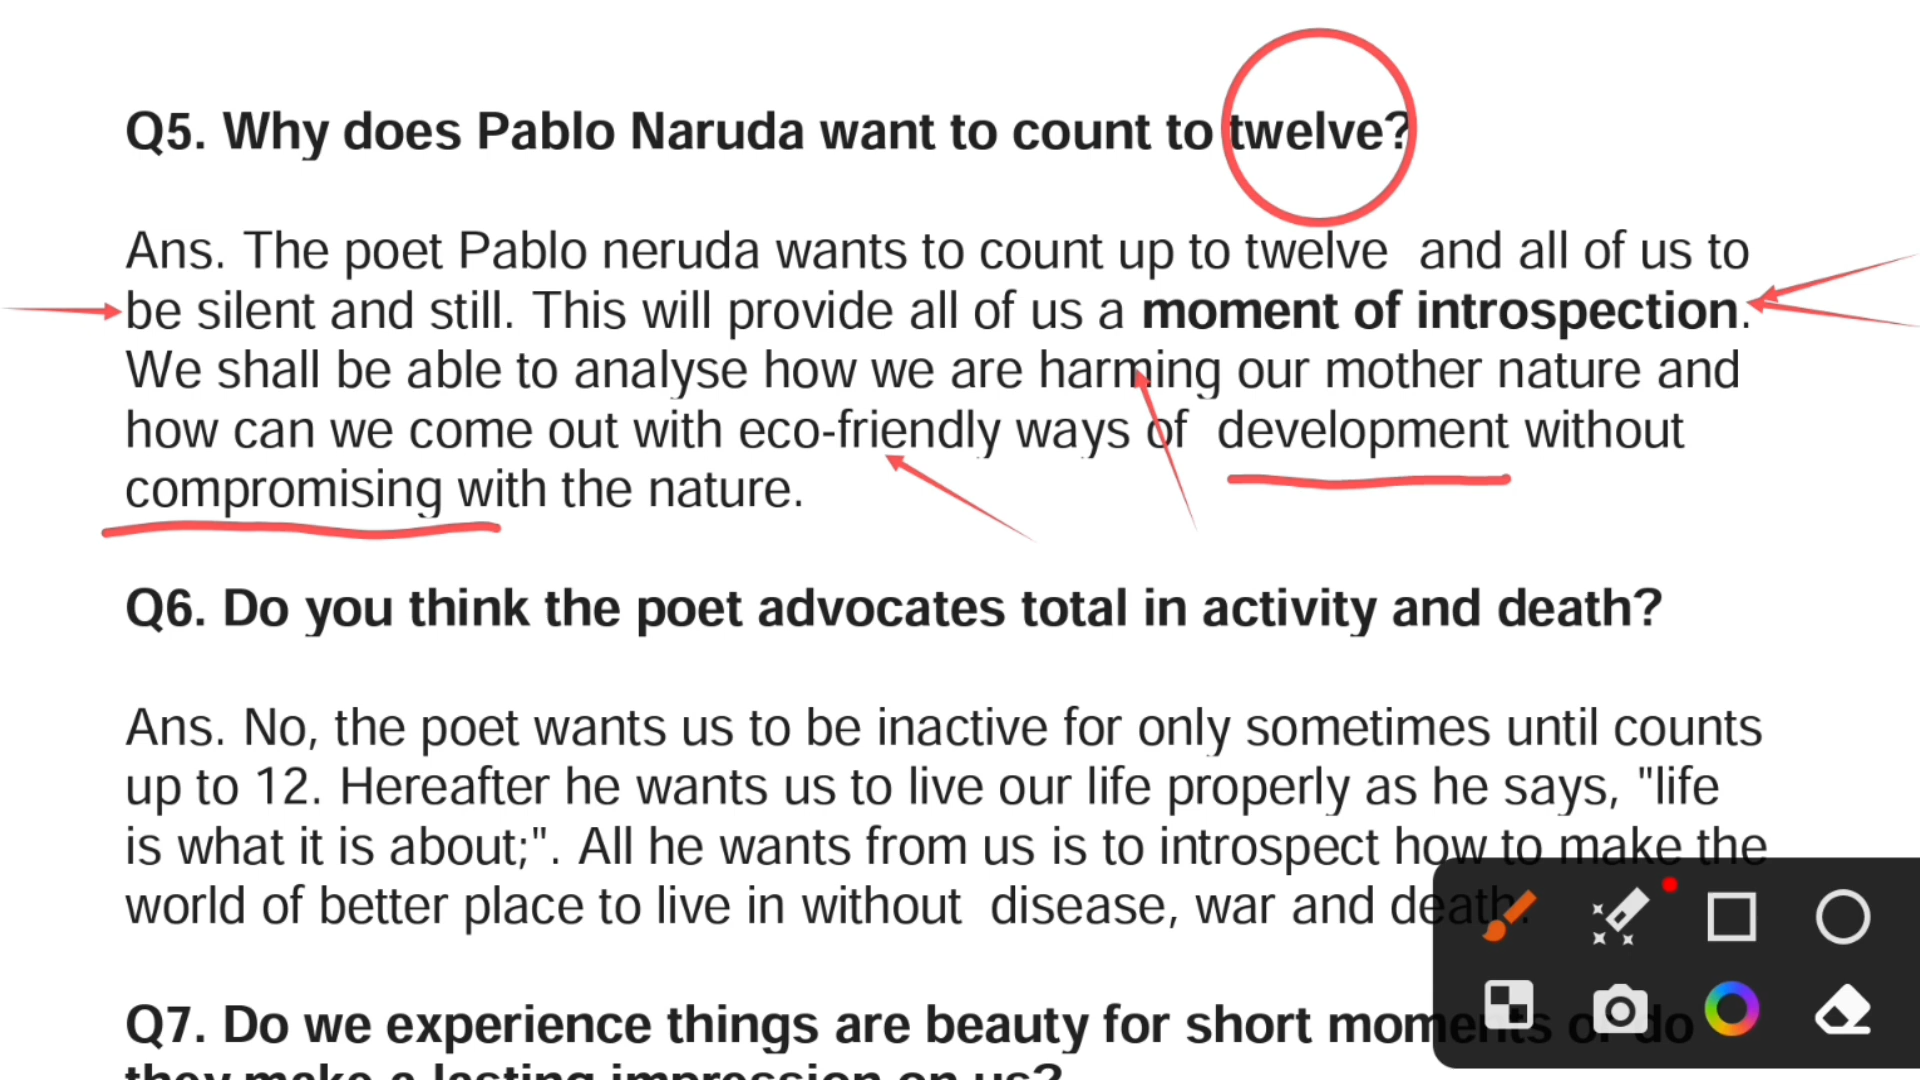 Q5. Why does Pablo Naruda want to count to twelve?
Ans. The poet Pablo neruda wants to count up to twelve and all of us to
be silent and still. This will provide all of us a moment of introspection.
We shall be able to analyse how we are harming our mother nature and
how can we come out with eco-friendly ways of development without
compromising with the nature.
Q6. Do you think the poet advocates total in activity and death?
Ans. No, the poet wants us to be inactive for only sometimes until counts
up to 12. Hereafter he wants us to live our life properly as he says, "life
is what it is about;". All he wants from us is to introspect how to make the
world of better place to live in without disease, war and death.
Q7. Do we experience things are beauty for short moments or do
they make a lasting impression on us?